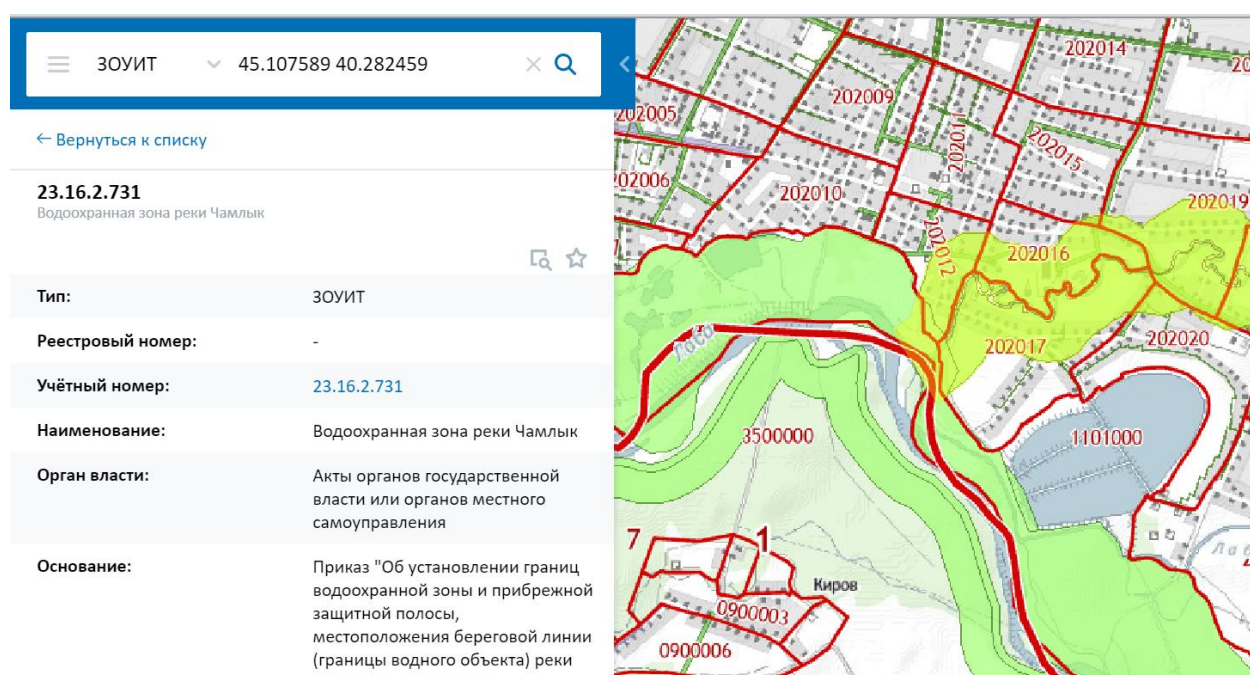 ЗОУИТ 45.107589 40.282459
← Вернуться к списку
23.16.2.731
Водоохранная зона реки Чамлык
Тип: ЗОУИТ
Реестровый номер: -
Учётный номер: 23.16.2.731
Наименование: Водоохранная зона реки Чамлык
Орган власти: Акты органов государственной
власти или органов местного
самоуправления
Основание: Приказ "Об установлении границ
водоохранной зоны и прибрежной
защитной полосы,
местоположения береговой линии
(границы водного объекта) реки
202014
202009
202005
202011
202015
202006
202010
202019
202012
202016
202017
202020
Лаба
3500000
1101000
7
1
Киров
0900003
0900006